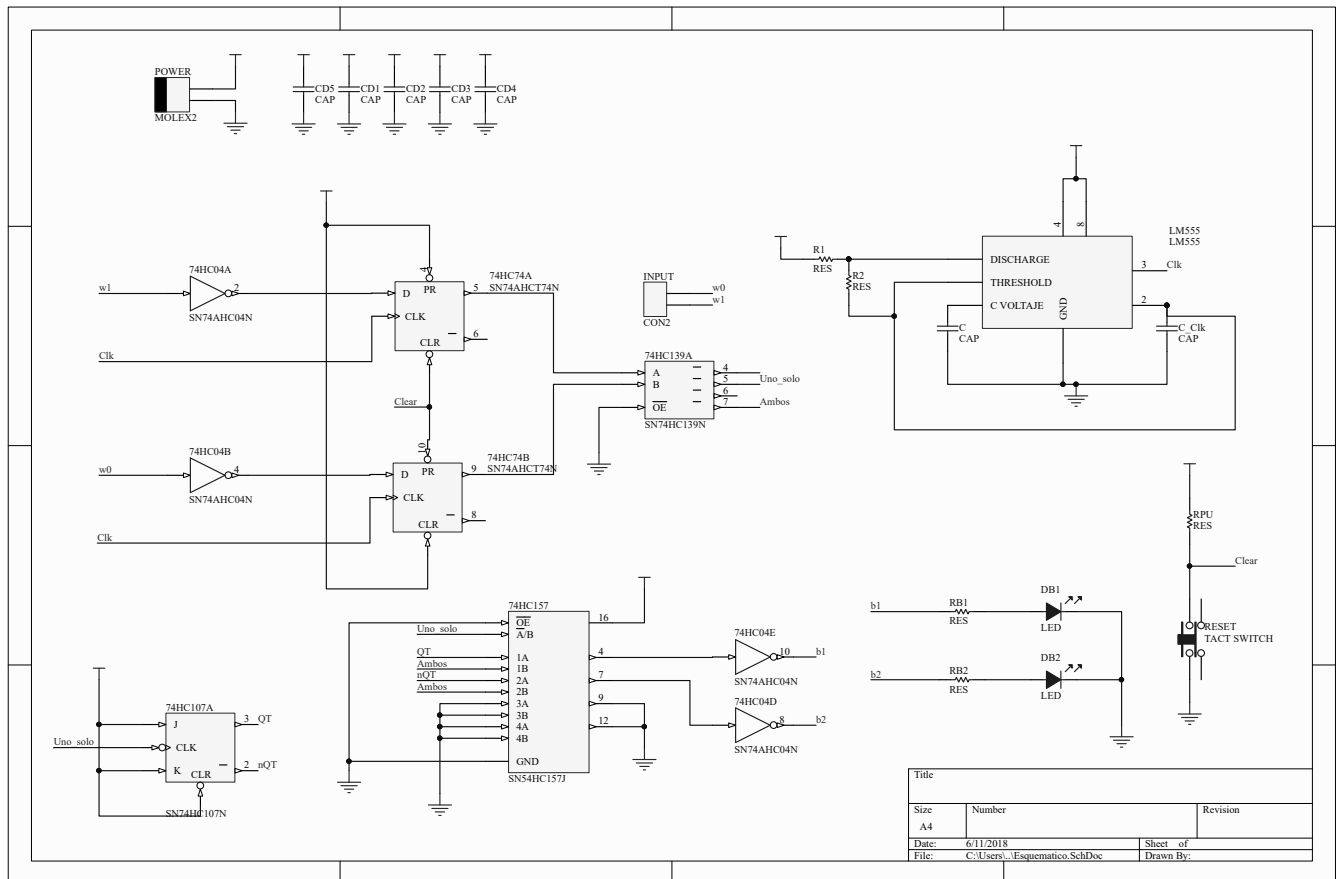 POWER
MOLEX2
CD5
CAP
CD1
CAP
CD2
CAP
CD3
CAP
CD4
CAP
w1
74HC04A
2
SN74AHC04N
Clk
4
D
PR
CLK
CLR
74HC74A
SN74AHCT74N
5
6
Clear
w0
74HC04B
4
SN74AHC04N
Clk
10
D
PR
CLK
CLR
74HC74B
SN74AHCT74N
9
8
INPUT
w0
w1
CON2
74HC139A
A
B
OE
4
5
6
7
Uno_solo
Ambos
SN74HC139N
R1
RES
R2
RES
4
8
LM555
LM555
DISCHARGE
THRESHOLD
C VOLTAJE
GND
3
Clk
2
C
CAP
C_Clk
CAP
RPU
RES
Clear
RESET
TACT SWITCH
b1
RB1
RES
DB1
LED
b2
RB2
RES
DB2
LED
74HC157
Uno_solo
QT
Ambos
nQT
Ambos
OE
A/B
1A
1B
2A
2B
3A
3B
4A
4B
GND
16
4
7
9
12
SN54HC157J
74HC04E
10
b1
SN74AHC04N
74HC04D
8
b2
SN74AHC04N
74HC107A
Uno_solo
J
CLK
K
CLR
3
QT
2
nQT
SN74HC107N
Title
Size
A4
Number
Revision
Date:
6/11/2018
Sheet of
File:
C:\Users\..\Esquematico.SchDoc
Drawn By: